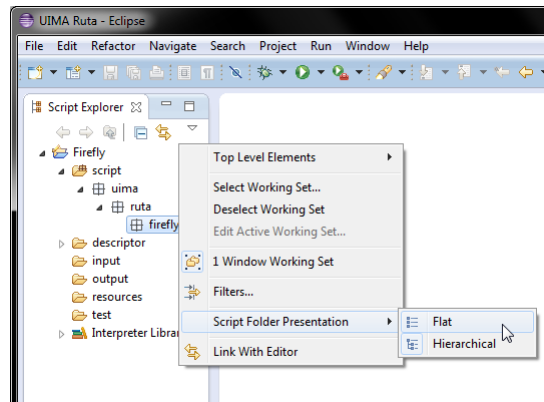 UIMA Ruta - Eclipse
File Edit Refactor Navigate Search Project Run Window Help
Script Explorer
Firefly
script
uima
ruta
firefly
descriptor
input
output
resources
test
Interpreter Librar
Top Level Elements
Select Working Set...
Deselect Working Set
Edit Active Working Set...
1 Window Working Set
Filters...
Script Folder Presentation
Link With Editor
Flat
Hierarchical